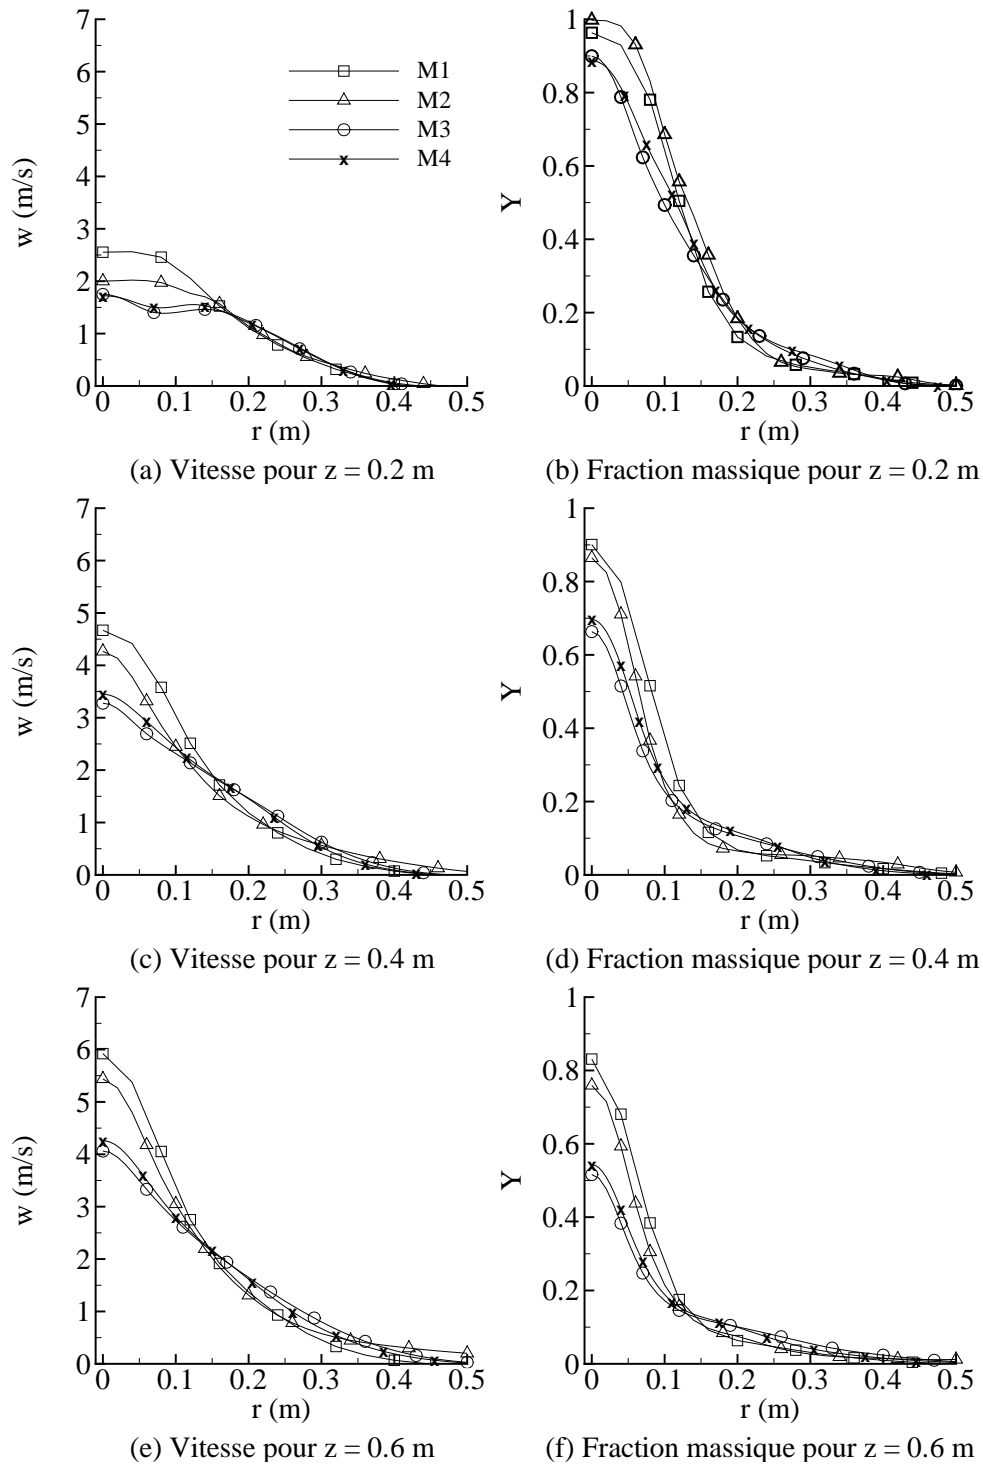 7
6
5
4
3
2
1
0
w (m/s)
M1
M2
M3
M4
0 0.1 0.2 0.3 0.4 0.5
r (m)
(a) Vitesse pour z = 0.2 m
1
0.8
0.6
0.4
0.2
0
Y
0 0.1 0.2 0.3 0.4 0.5
r (m)
(b) Fraction massique pour z = 0.2 m
7
6
5
4
3
2
1
0
w (m/s)
0 0.1 0.2 0.3 0.4 0.5
r (m)
(c) Vitesse pour z = 0.4 m
1
0.8
0.6
0.4
0.2
0
Y
0 0.1 0.2 0.3 0.4 0.5
r (m)
(d) Fraction massique pour z = 0.4 m
7
6
5
4
3
2
1
0
w (m/s)
0 0.1 0.2 0.3 0.4 0.5
r (m)
(e) Vitesse pour z = 0.6 m
1
0.8
0.6
0.4
0.2
0
Y
0 0.1 0.2 0.3 0.4 0.5
r (m)
(f) Fraction massique pour z = 0.6 m